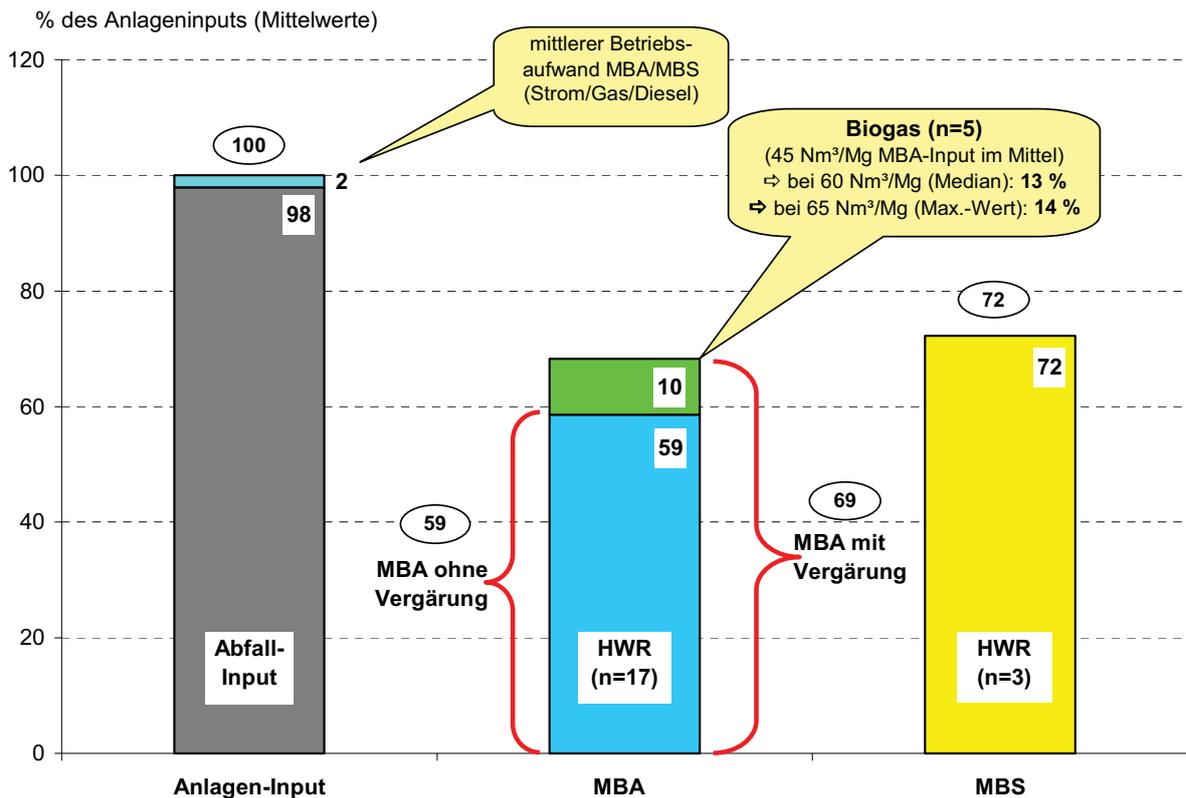 % des Anlageninputs (Mittelwerte)
120
100
80
60
40
20
0
mittlerer Betriebs-
aufwand MBA/MBS
(Strom/Gas/Diesel)
Biogas (n=5)
(45 Nm³/Mg MBA-Input im Mittel)
⇨ bei 60 Nm³/Mg (Median): 13 %
⇨ bei 65 Nm³/Mg (Max.-Wert): 14 %
100
2
98
Abfall-
Input
59
MBA ohne
Vergärung
10
59
HWR
(n=17)
69
MBA mit
Vergärung
72
72
HWR
(n=3)
Anlagen-Input
MBA
MBS